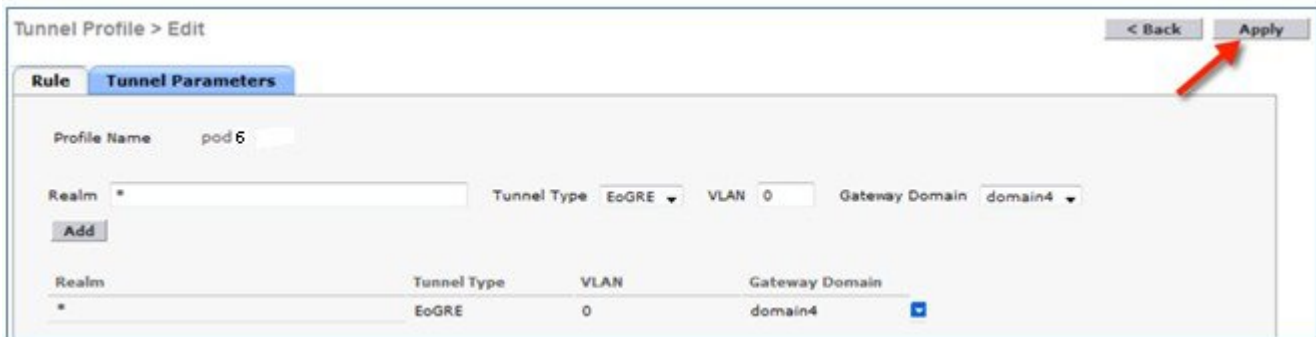 Tunnel Profile > Edit
< Back Apply
Rule Tunnel Parameters
Profile Name pod 6
Realm * Tunnel Type EoGRE VLAN 0 Gateway Domain domain4
Add
Realm Tunnel Type VLAN Gateway Domain
* EoGRE 0 domain4